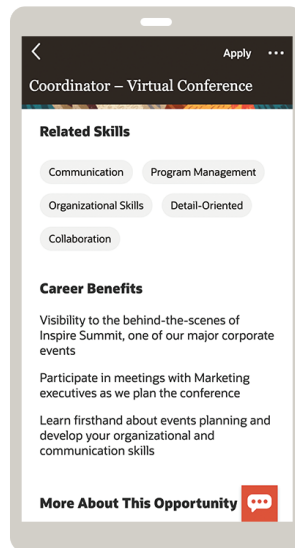 Apply
Coordinator – Virtual Conference
Related Skills
Communication
Program Management
Organizational Skills
Detail-Oriented
Collaboration
Career Benefits
Visibility to the behind-the-scenes of
Inspire Summit, one of our major corporate
events
Participate in meetings with Marketing
executives as we plan the conference
Learn firsthand about events planning and
develop your organizational and
communication skills
More About This Opportunity